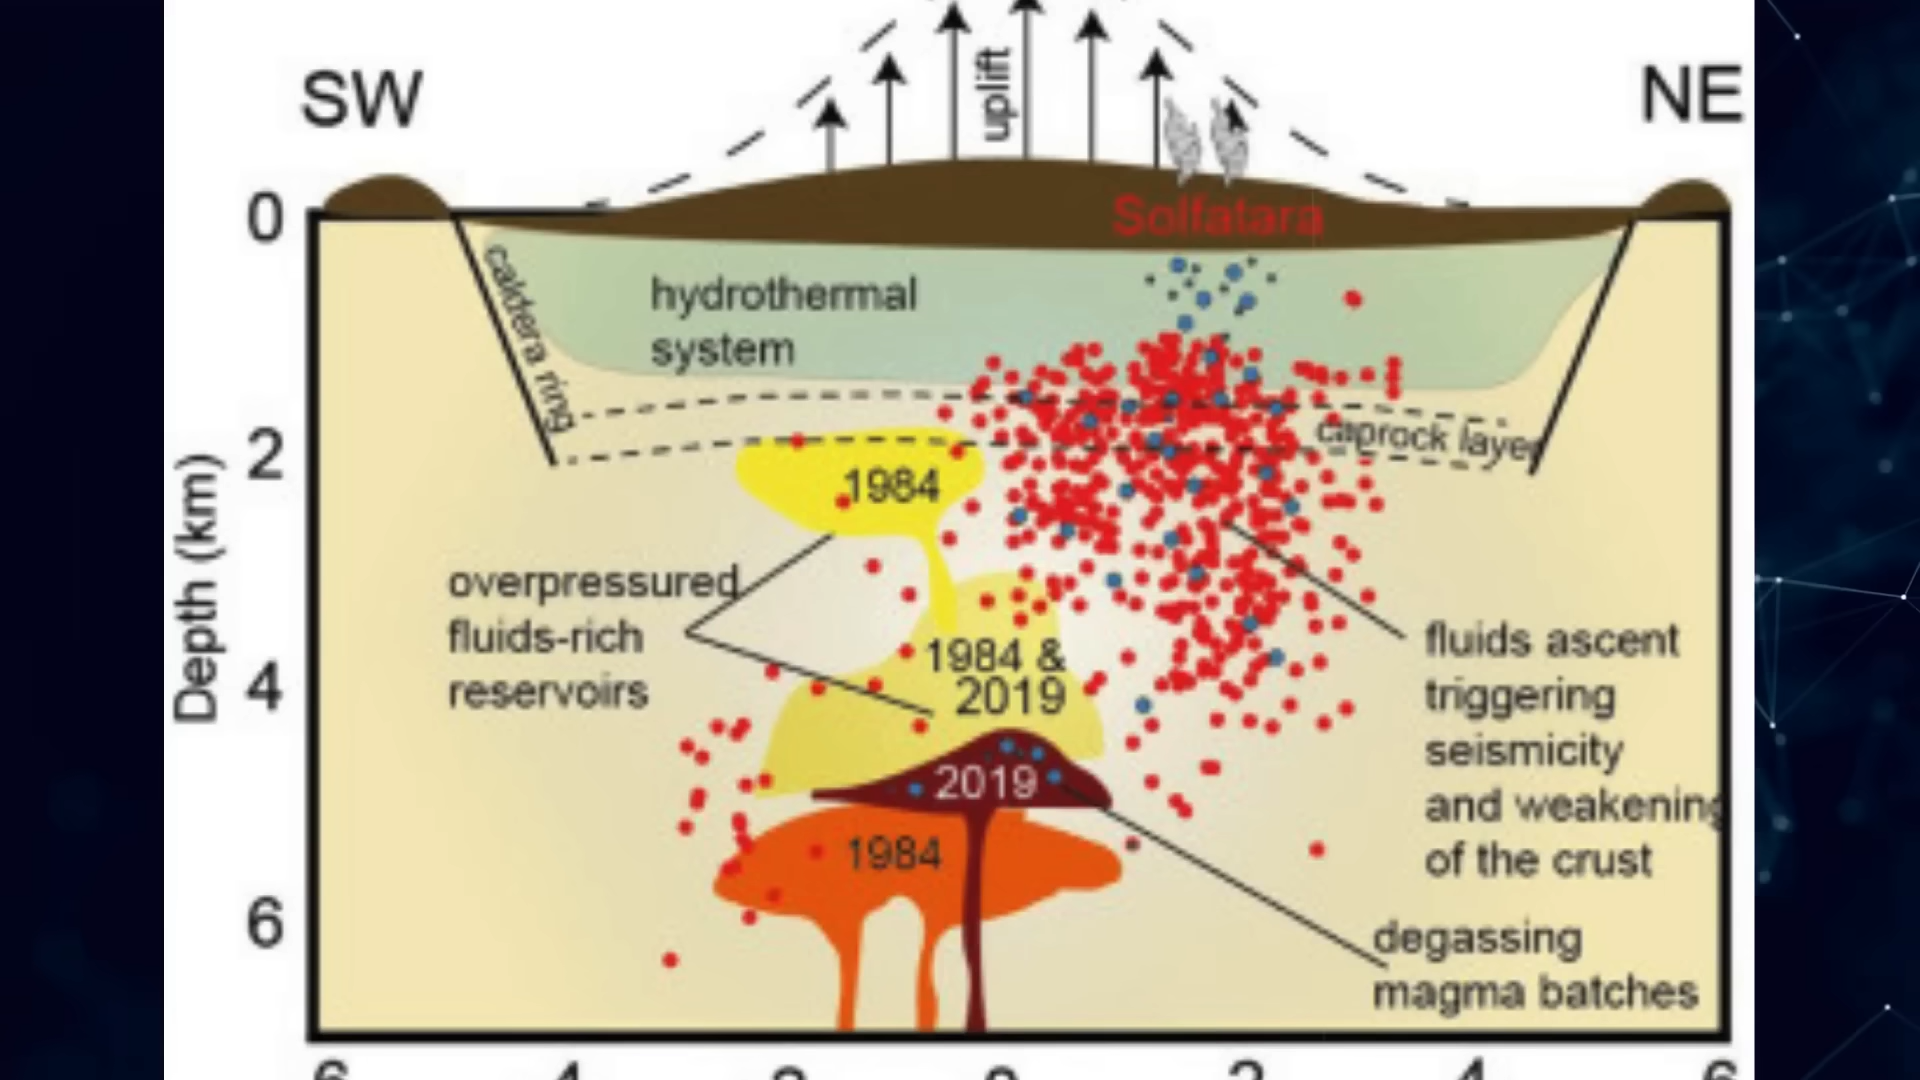 uplift
SW
NE
0
Solfatara
caldera ring
hydrothermal
system
2
caprock layer
1984
Depth (km)
overpressured
fluids-rich
reservoirs
1984 &
2019
4
fluids ascent
triggering
seismicity
and weakening
of the crust
2019
1984
6
degassing
magma batches